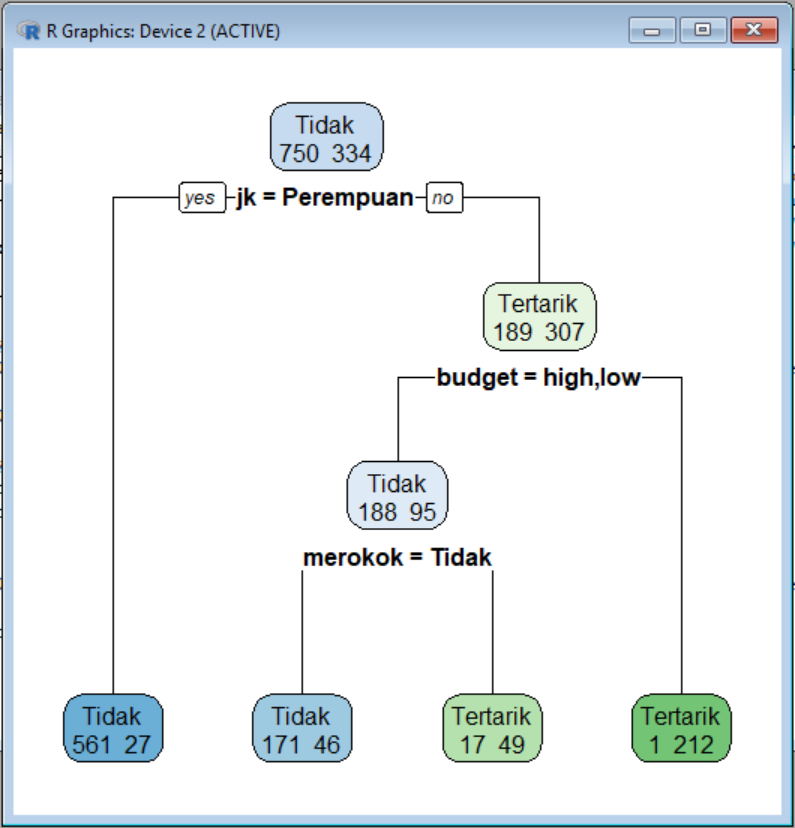 R Graphics: Device 2 (ACTIVE)
Tidak
750 334
yes jk = Perempuan no
Tertarik
189 307
budget = high,low
Tidak
188 95
merokok = Tidak
Tidak
561 27
Tidak
171 46
Tertarik
17 49
Tertarik
1 212